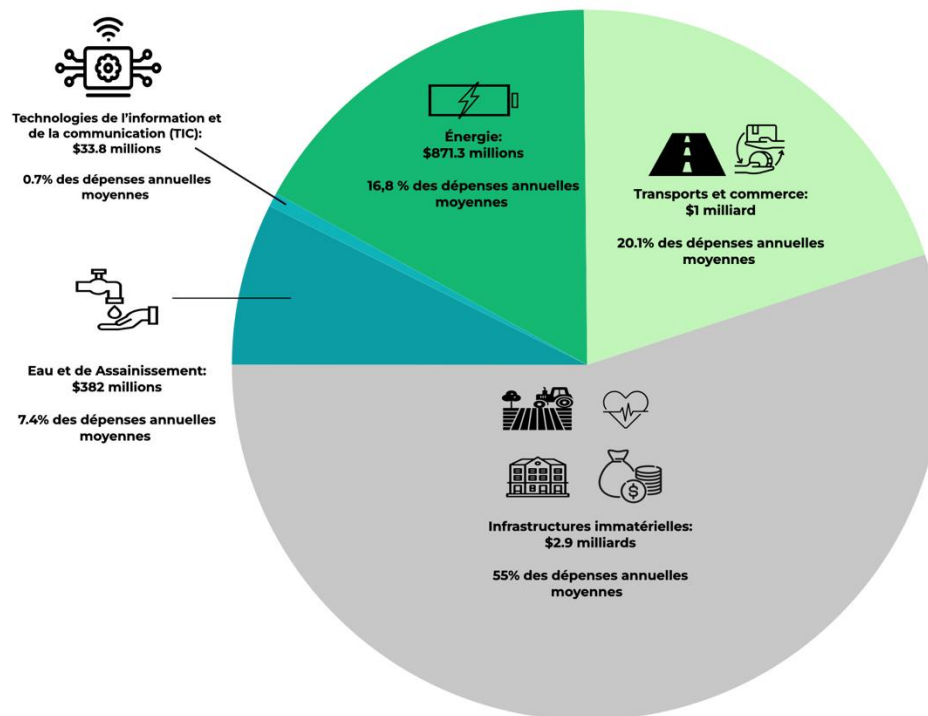 Technologies de l’information et
de la communication (TIC):
$33.8 millions
0.7% des dépenses annuelles
moyennes
Énergie:
$871.3 millions
16,8 % des dépenses annuelles
moyennes
Transports et commerce:
$1 milliard
20.1% des dépenses annuelles
moyennes
Eau et de Assainissement:
$382 millions
7.4% des dépenses annuelles
moyennes
$
Infrastructures immatérielles:
$2.9 milliards
55% des dépenses annuelles
moyennes